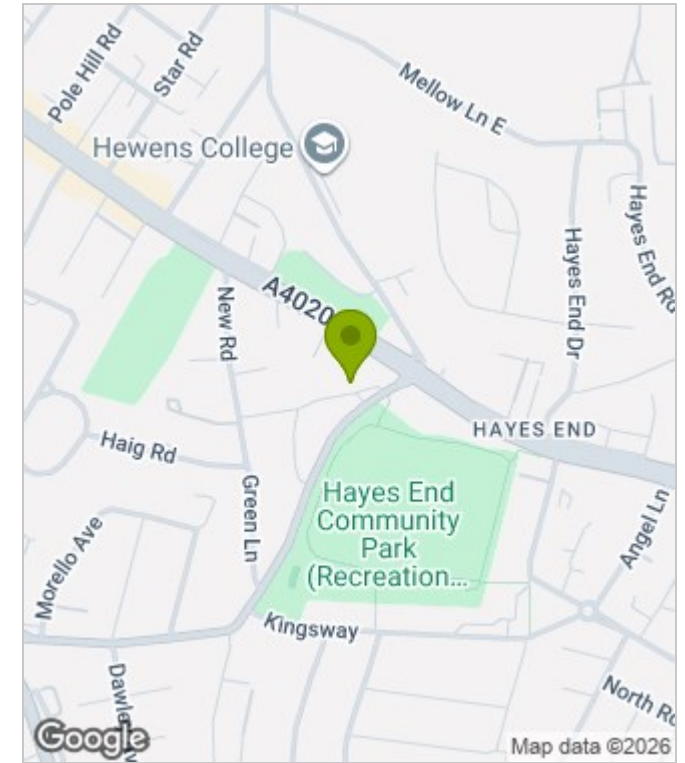 Pole Hill Rd
Star Rd
Mellow Ln E
Hewens College
Hayes End Rd
Hayes End Dr
A4020
New Rd
HAYES END
Haig Rd
Green Ln
Hayes End
Community
Park
(Recreation...
Angel Ln
Morello Ave
Kingsway
North Rd
Google
Map data ©2026